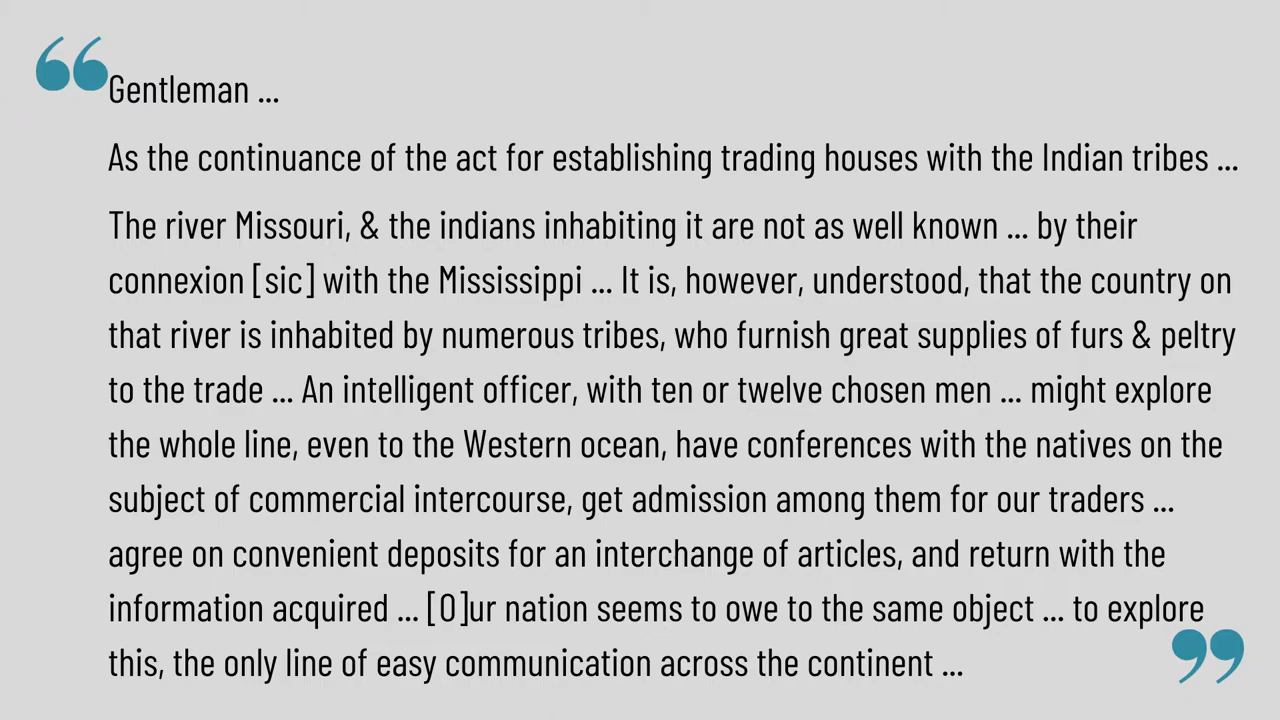 “Gentleman ...
As the continuance of the act for establishing trading houses with the Indian tribes ...
The river Missouri, & the indians inhabiting it are not as well known ... by their
connexion [sic] with the Mississippi ... It is, however, understood, that the country on
that river is inhabited by numerous tribes, who furnish great supplies of furs & peltry
to the trade ... An intelligent officer, with ten or twelve chosen men ... might explore
the whole line, even to the Western ocean, have conferences with the natives on the
subject of commercial intercourse, get admission among them for our traders ...
agree on convenient deposits for an interchange of articles, and return with the
information acquired ... [O]ur nation seems to owe to the same object ... to explore
this, the only line of easy communication across the continent ...”